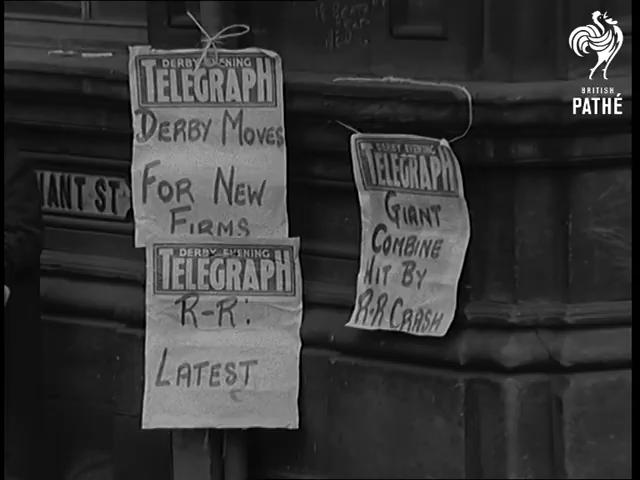 DERBY EVENING
TELEGRAPH
DERBY MOVES
FOR NEW
FIRMS
DERBY EVENING
TELEGRAPH
R-R:
LATEST
DERBY EVENING
TELEGRAPH
GIANT
COMBINE
HIT BY
R-R CRASH
ST
BRITISH
PATHÉ